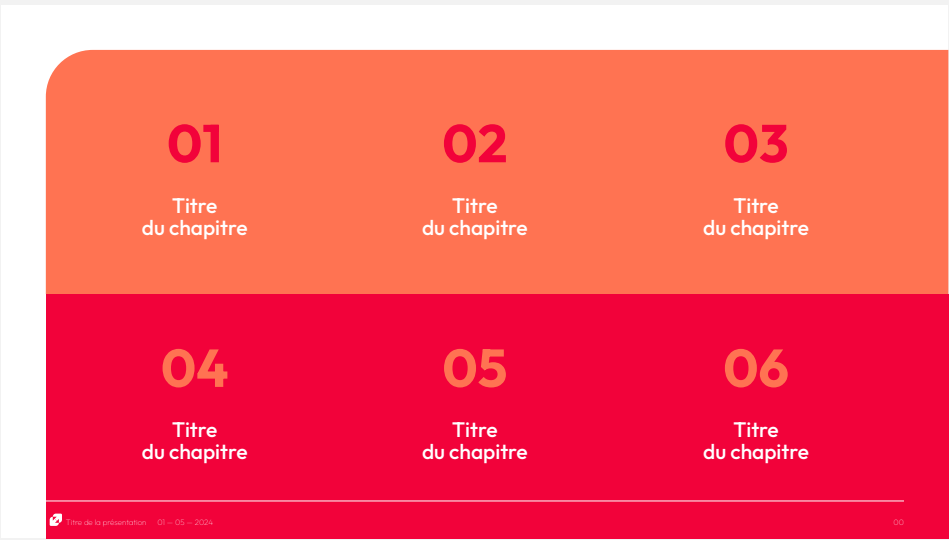 01
02
03
Titre
du chapitre
Titre
du chapitre
Titre
du chapitre
04
05
06
Titre
du chapitre
Titre
du chapitre
Titre
du chapitre
Titre de la présentation 01 — 05 — 2024
00